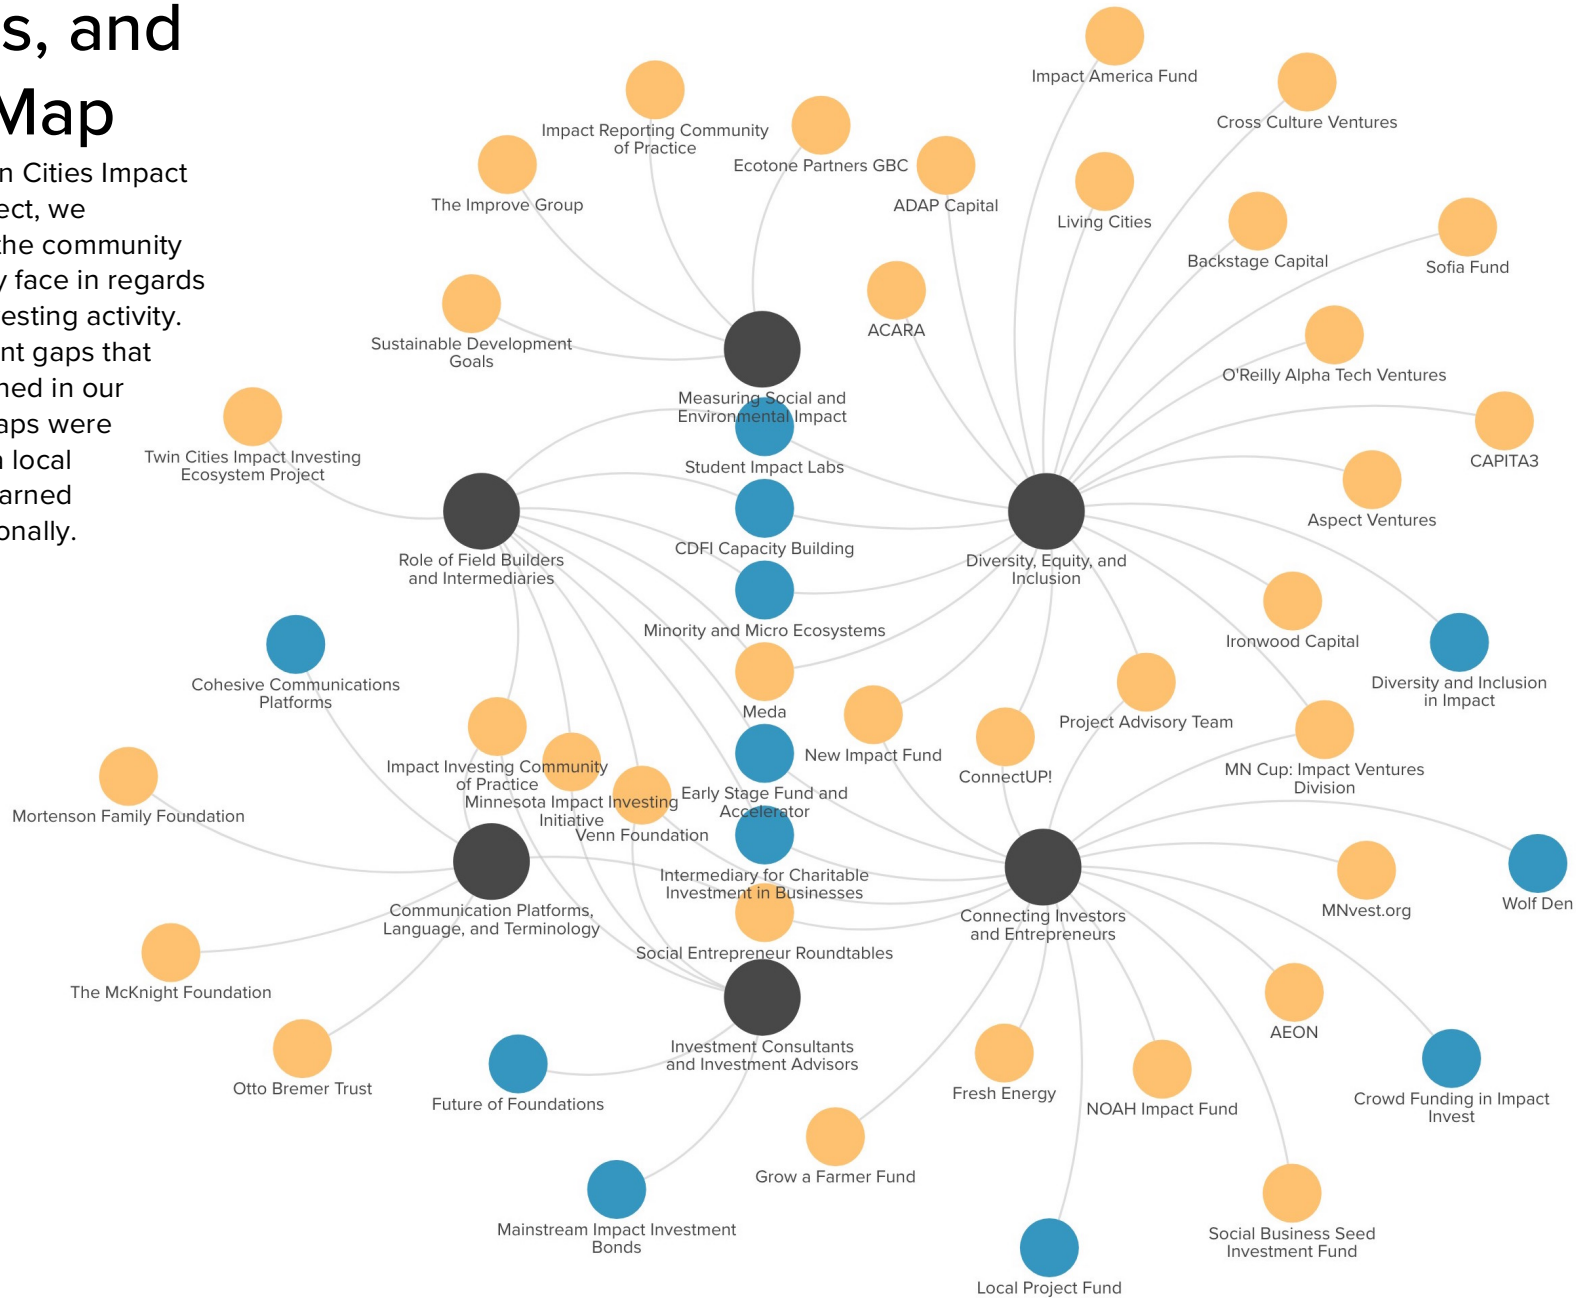 s, and
Map
n Cities Impact
ect, we
the community
y face in regards
esting activity.
nt gaps that
ned in our
aps were
n local
arned
onally.
Impact America Fund
Cross Culture Ventures
Impact Reporting Community
of Practice
Ecotone Partners GBC
The Improve Group
ADAP Capital
Living Cities
Backstage Capital
Sofia Fund
ACARA
Sustainable Development
Goals
O'Reilly Alpha Tech Ventures
Measuring Social and
Environmental Impact
Twin Cities Impact Investing
Ecosystem Project
Student Impact Labs
CAPITA3
Aspect Ventures
CDFI Capacity Building
Role of Field Builders
and Intermediaries
Diversity, Equity, and
Inclusion
Minority and Micro Ecosystems
Ironwood Capital
Cohesive Communications
Platforms
Diversity and Inclusion
in Impact
Meda
Project Advisory Team
New Impact Fund
ConnectUP!
MN Cup: Impact Ventures
Division
Impact Investing Community
of Practice
Minnesota Impact Investing
Initiative
Venn Foundation
Early Stage Fund and
Accelerator
Mortenson Family Foundation
Intermediary for Charitable
Investment in Businesses
Communication Platforms,
Language, and Terminology
Connecting Investors
and Entrepreneurs
MNvest.org
Wolf Den
Social Entrepreneur Roundtables
The McKnight Foundation
AEON
Investment Consultants
and Investment Advisors
Otto Bremer Trust
Future of Foundations
Fresh Energy
NOAH Impact Fund
Crowd Funding in Impact
Invest
Grow a Farmer Fund
Mainstream Impact Investment
Bonds
Social Business Seed
Investment Fund
Local Project Fund